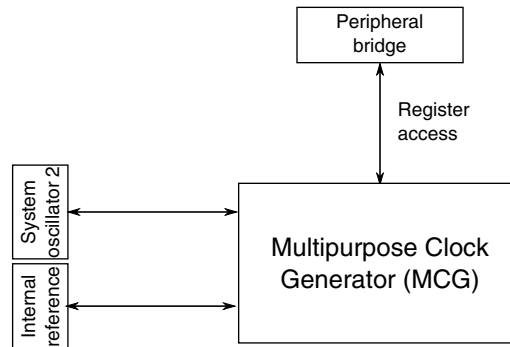 Peripheral
bridge
Register
access
System
oscillator 2
Multipurpose Clock
Generator (MCG)
Internal
reference